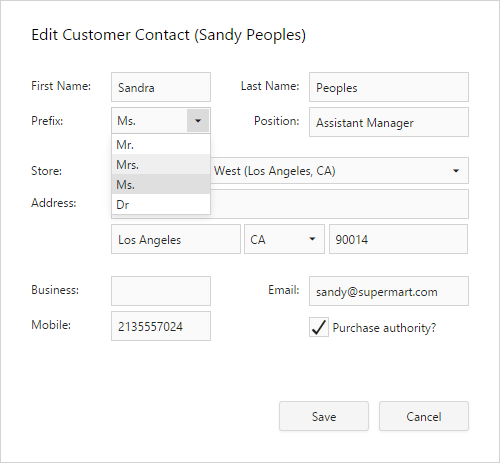 Edit Customer Contact (Sandy Peoples)
First Name: Sandra Last Name: Peoples
Prefix: Ms. Position: Assistant Manager
Mr.
Mrs.
Ms.
Dr
Store: West (Los Angeles, CA)
Address:
Los Angeles CA 90014
Business: Email: sandy@supermart.com
Mobile: 2135557024 Purchase authority?
Save Cancel